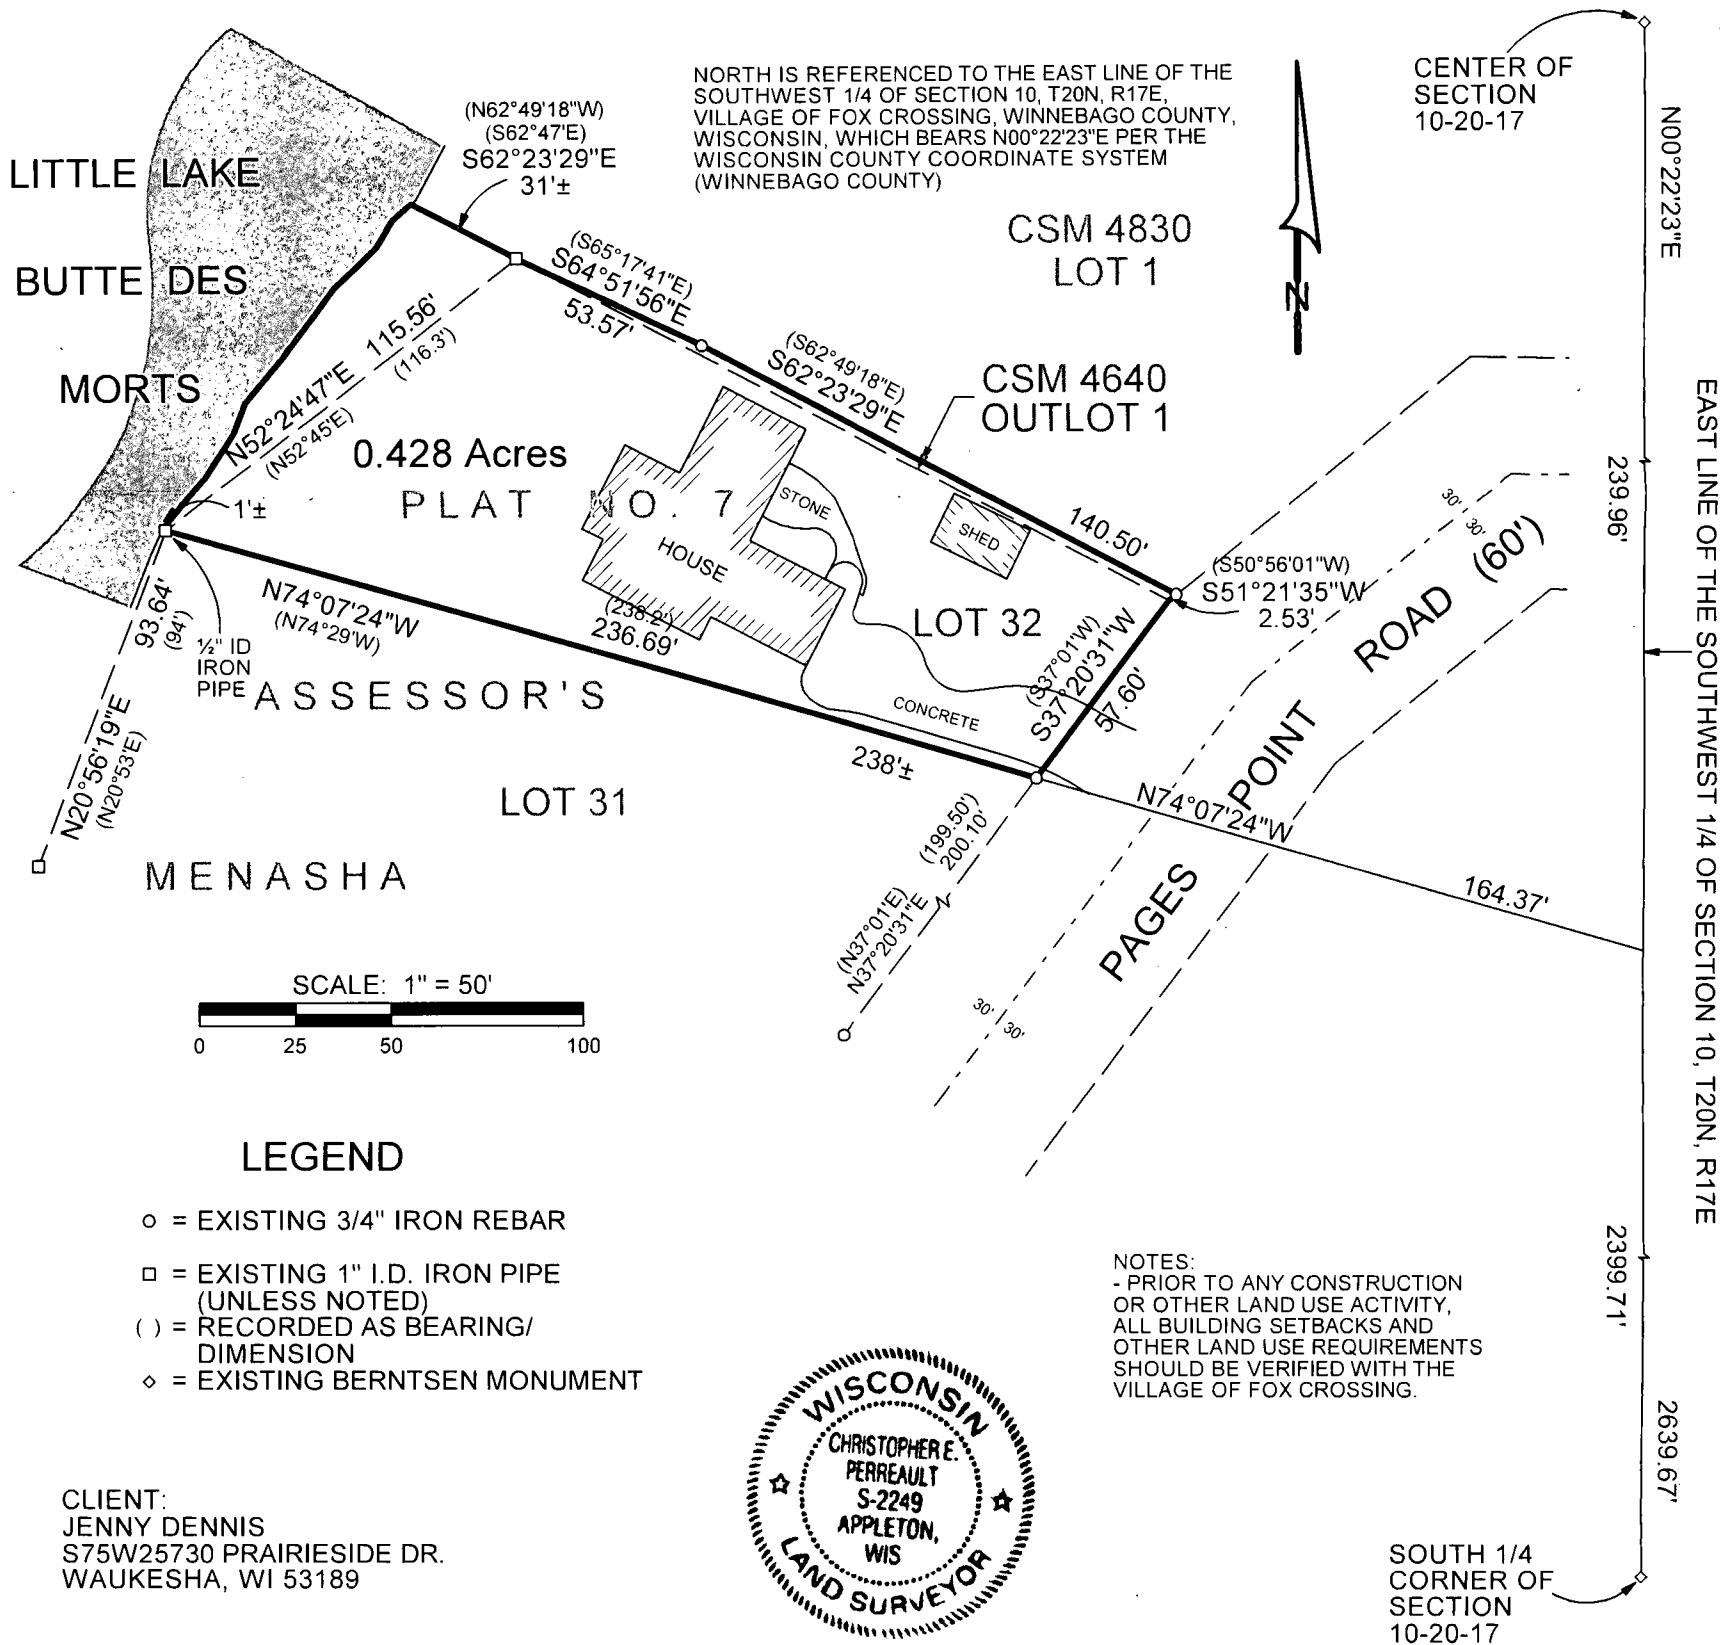 NORTH IS REFERENCED TO THE EAST LINE OF THE
SOUTHWEST 1/4 OF SECTION 10, T20N, R17E,
VILLAGE OF FOX CROSSING, WINNEBAGO COUNTY,
WISCONSIN, WHICH BEARS N00°22'23"E PER THE
WISCONSIN COUNTY COORDINATE SYSTEM
(WINNEBAGO COUNTY)
CENTER OF
SECTION
10-20-17
N00°22'23"E
(N62°49'18"W)
(S62°47'E)
S62°23'29"E
31'±
LITTLE LAKE
BUTTE DES
MORTS
(S65°17'41"E)
S64°51'56"E
53.57'
CSM 4830
LOT 1
N
115.56'
(116.3')
N52°24'47"E
(N52°45'E)
(S62°49'18"E)
S62°23'29"E
140.50'
CSM 4640
OUTLOT 1
0.428 Acres
PLAT NO. 7
STONE
HOUSE
SHED
1'±
LOT 32
(S50°56'01"W)
S51°21'35"W
2.53'
30'
30'
PAGES POINT ROAD (60')
239.96'
EAST LINE OF THE SOUTHWEST 1/4 OF SECTION 10, T20N, R17E
N74°07'24"W
(N74°29'W)
(238.2')
236.69'
(S37°01'W)
S37°20'31"W
57.60'
93.64'
(94')
½" ID
IRON
PIPE
ASSESSOR'S
CONCRETE
238'±
N20°56'19"E
(N20°53'E)
LOT 31
MENASHA
N74°07'24"W
164.37'
(199.50')
200.10'
(N37°01'E)
N37°20'31"E
30'
30'
SCALE: 1" = 50'
0 25 50 100
LEGEND
○ = EXISTING 3/4" IRON REBAR
□ = EXISTING 1" I.D. IRON PIPE
(UNLESS NOTED)
( ) = RECORDED AS BEARING/
DIMENSION
◇ = EXISTING BERNTSEN MONUMENT
NOTES:
- PRIOR TO ANY CONSTRUCTION
OR OTHER LAND USE ACTIVITY,
ALL BUILDING SETBACKS AND
OTHER LAND USE REQUIREMENTS
SHOULD BE VERIFIED WITH THE
VILLAGE OF FOX CROSSING.
2399.71'
2639.67'
WISCONSIN
CHRISTOPHER E.
PERREAULT
S-2249
APPLETON,
WIS
LAND SURVEYOR
CLIENT:
JENNY DENNIS
S75W25730 PRAIRIESIDE DR.
WAUKESHA, WI 53189
SOUTH 1/4
CORNER OF
SECTION
10-20-17